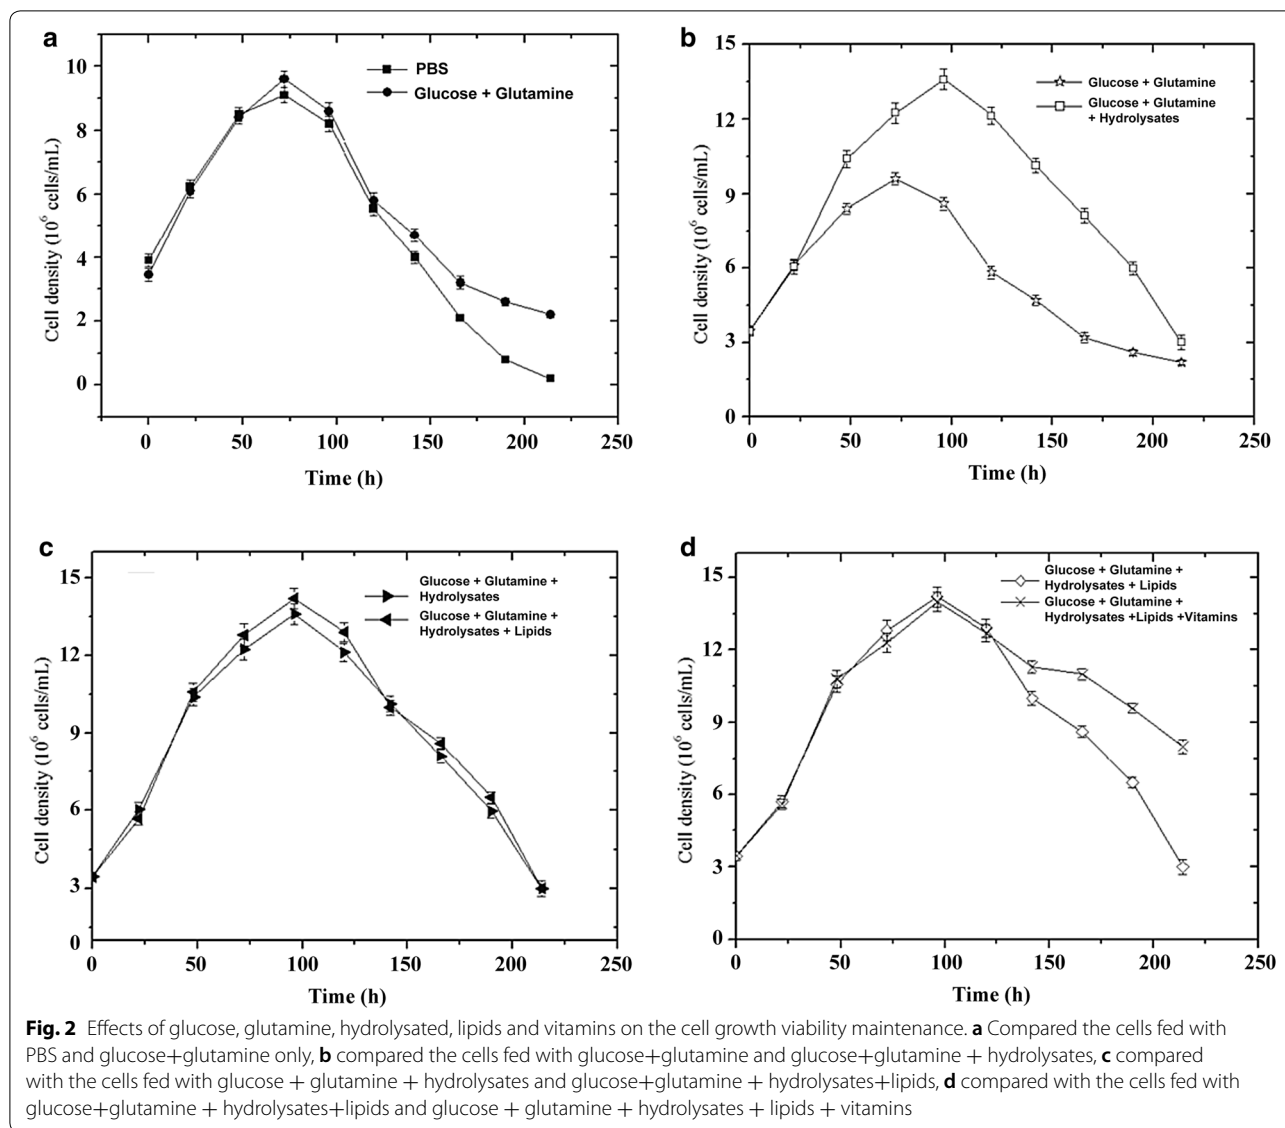 a
PBS
Glucose + Glutamine
10
8
6
4
2
0
Cell density (10⁶ cells/mL)
0 50 100 150 200 250
Time (h)
b
Glucose + Glutamine
Glucose + Glutamine
+ Hydrolysates
15
12
9
6
3
0
Cell density (10⁶ cells/mL)
0 50 100 150 200 250
Time (h)
c
Glucose + Glutamine +
Hydrolysates
Glucose + Glutamine +
Hydrolysates + Lipids
15
12
9
6
3
0
Cell density (10⁶ cells/mL)
0 50 100 150 200 250
Time (h)
d
Glucose + Glutamine +
Hydrolysates + Lipids
Glucose + Glutamine +
Hydrolysates +Lipids +Vitamins
15
12
9
6
3
0
Cell density (10⁶ cells/mL)
0 50 100 150 200 250
Time (h)
Fig. 2 Effects of glucose, glutamine, hydrolysated, lipids and vitamins on the cell growth viability maintenance. a Compared the cells fed with
PBS and glucose+glutamine only, b compared the cells fed with glucose+glutamine and glucose+glutamine + hydrolysates, c compared
with the cells fed with glucose + glutamine + hydrolysates and glucose+glutamine + hydrolysates+lipids, d compared with the cells fed with
glucose+glutamine + hydrolysates+lipids and glucose + glutamine + hydrolysates + lipids + vitamins